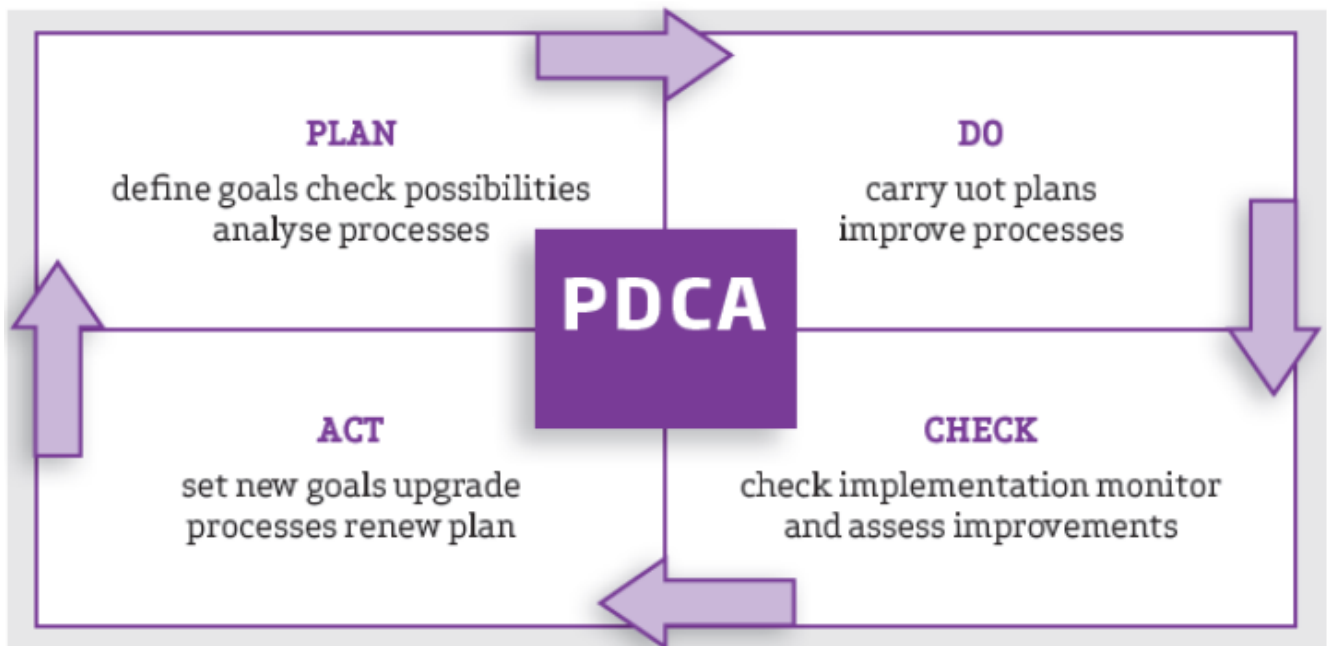 PLAN
define goals check possibilities
analyse processes
DO
carry uot plans
improve processes
PDCA
ACT
set new goals upgrade
processes renew plan
CHECK
check implementation monitor
and assess improvements